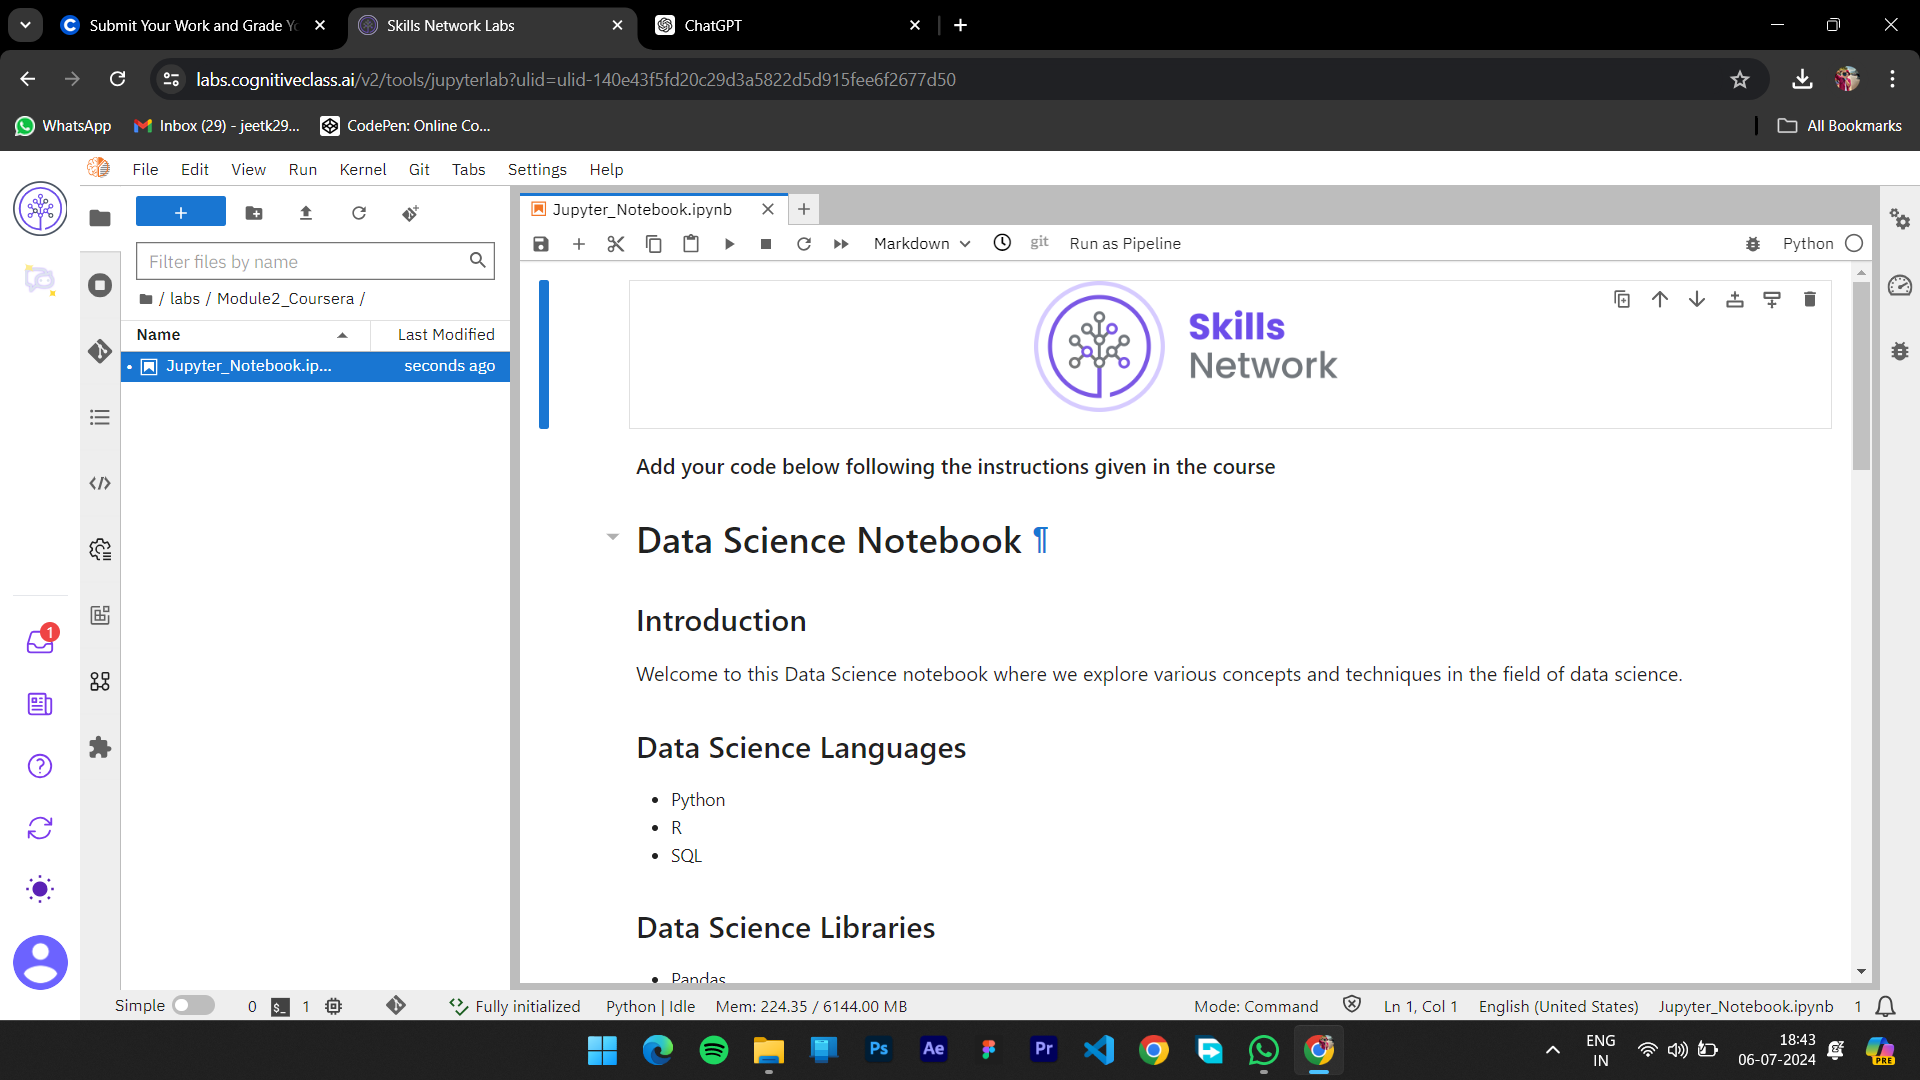 Submit Your Work and Grade Yo
Skills Network Labs
ChatGPT
labs.cognitiveclass.ai/v2/tools/jupyterlab?ulid=ulid-140e43f5fd20c29d3a5822d5d915fee6f2677d50
WhatsApp
Inbox (29) - jeetk29...
CodePen: Online Co...
All Bookmarks
File Edit View Run Kernel Git Tabs Settings Help
Jupyter_Notebook.ipynb
Markdown
git
Run as Pipeline
Python
Filter files by name
/ labs / Module2_Coursera /
Name
Last Modified
Jupyter_Notebook.ip...
seconds ago
Skills
Network
Add your code below following the instructions given in the course
Data Science Notebook ¶
Introduction
Welcome to this Data Science notebook where we explore various concepts and techniques in the field of data science.
Data Science Languages
• Python
• R
• SQL
Data Science Libraries
• Pandas
1
Simple
0
$_
1
Fully initialized
Python | Idle
Mem: 224.35 / 6144.00 MB
Mode: Command
Ln 1, Col 1
English (United States)
Jupyter_Notebook.ipynb
1
Ps
Ae
Pr
ENG
IN
18:43
06-07-2024
PRE